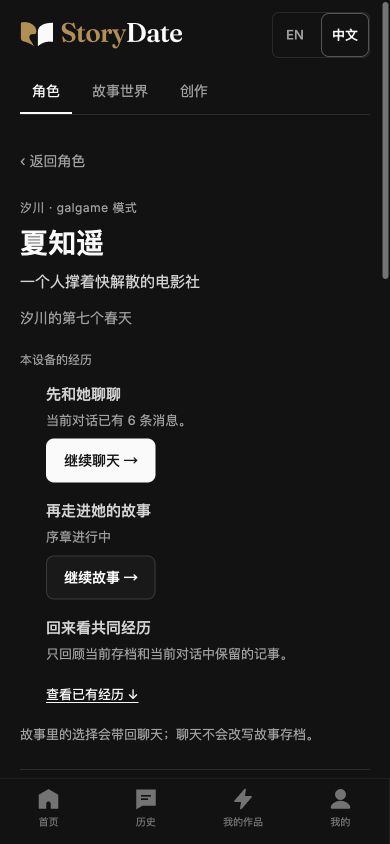 StoryDate
EN
中文
角色
故事世界
创作
‹ 返回角色
汐川 · galgame 模式
夏知遥
一个人撑着快解散的电影社
汐川的第七个春天
本设备的经历
先和她聊聊
当前对话已有 6 条消息。
继续聊天 →
再走进她的故事
序章进行中
继续故事 →
回来看共同经历
只回顾当前存档和当前对话中保留的记事。
查看已有经历 ↓
故事里的选择会带回聊天；聊天不会改写故事存档。
首页
历史
我的作品
我的